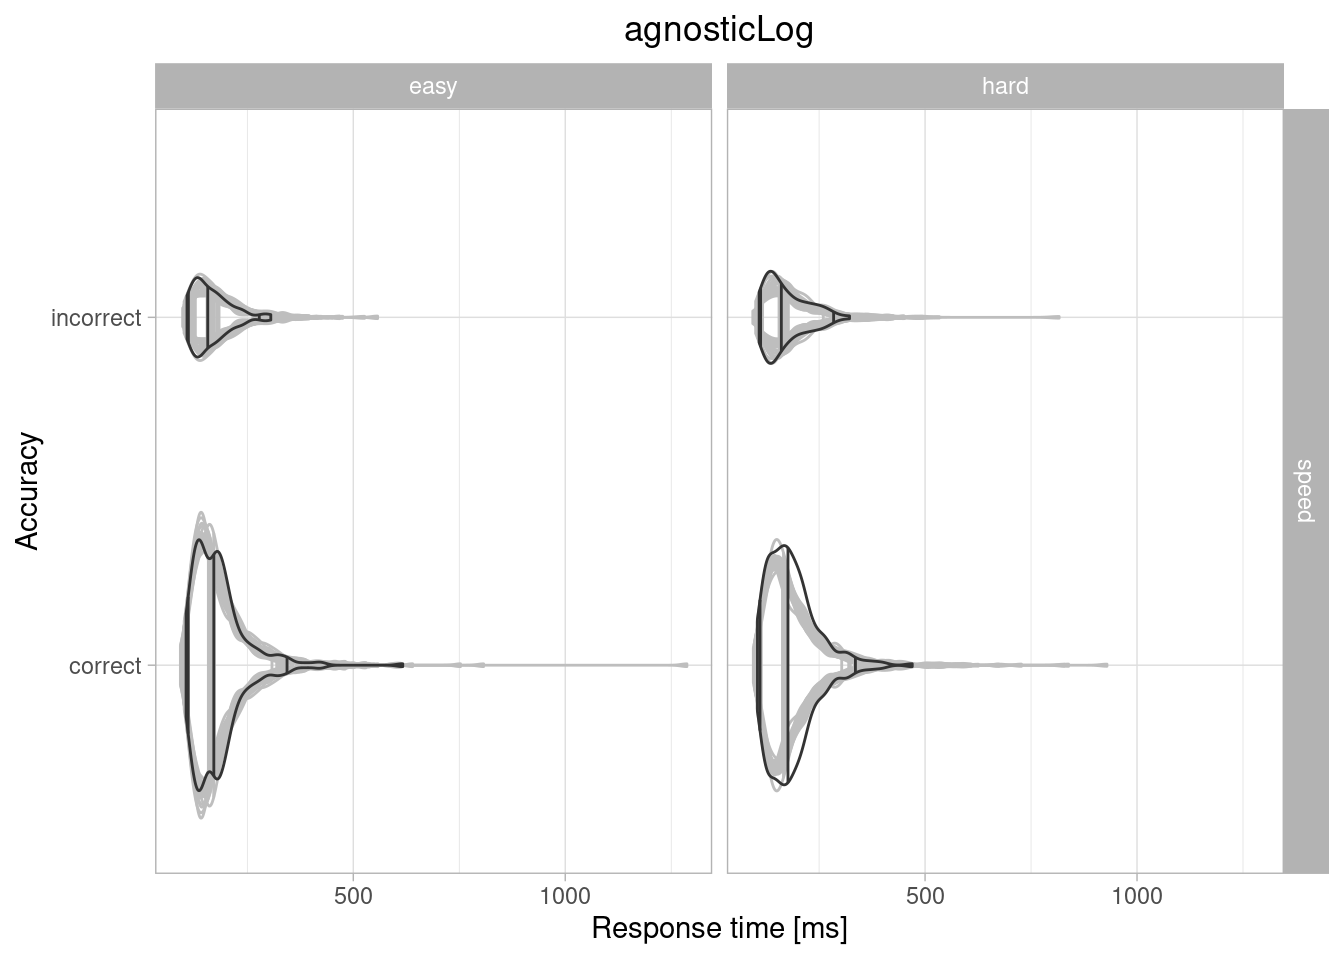 agnosticLog
easy
hard
speed
incorrect
correct
Accuracy
500
1000
500
1000
Response time [ms]